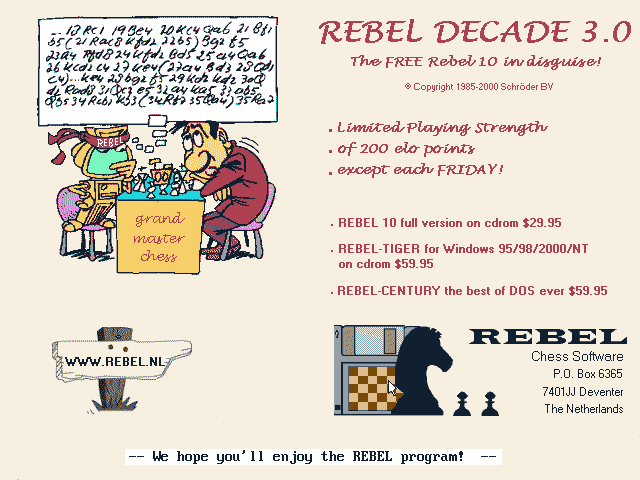 REBEL DECADE 3.0
The FREE Rebel 10 in disguise!
© Copyright 1985-2000 Schröder BV
. Limited Playing Strength
. of 200 elo points
. except each FRIDAY!
. REBEL 10 full version on cdrom $29.95
. REBEL-TIGER for Windows 95/98/2000/NT
on cdrom $59.95
. REBEL-CENTURY the best of DOS ever $59.95
REBEL
grand
master
chess
WWW.REBEL.NL
REBEL
Chess Software
P.O. Box 6365
7401JJ Deventer
The Netherlands
-- We hope you'll enjoy the REBEL program! --